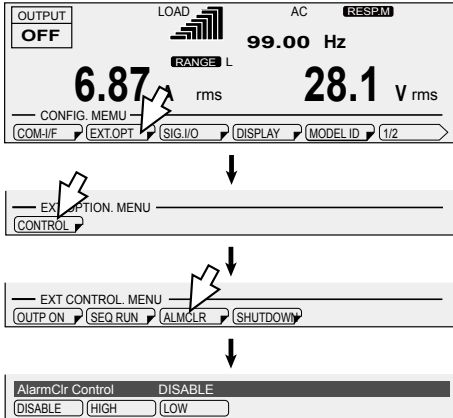 OUTPUT LOAD AC RESP.M
OFF 99.00 Hz
RANGE L
6.87 A rms 28.1 V rms
CONFIG. MEMU
COM-I/F EXT.OPT SIG.I/O DISPLAY MODEL ID 1/2
EXT OPTION. MENU
CONTROL
EXT CONTROL. MENU
OUTP ON SEQ RUN ALMCLR SHUTDOWN
AlarmClr Control DISABLE
DISABLE HIGH LOW